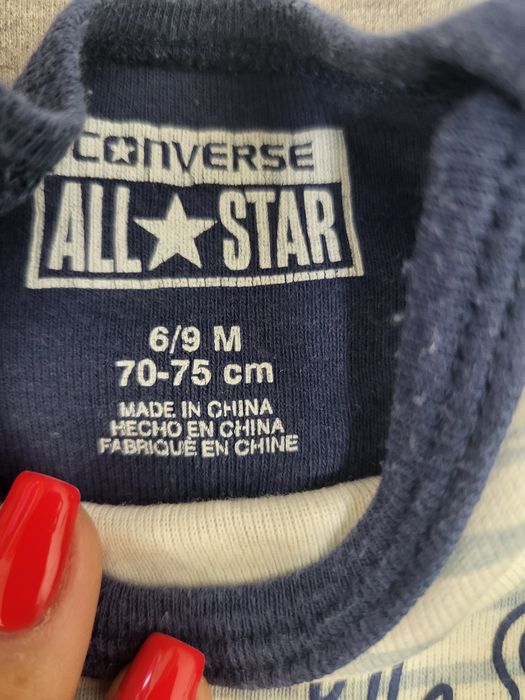 CONVERSE
ALL★STAR
6/9 M
70-75 cm
MADE IN CHINA
HECHO EN CHINA
FABRIQUÉ EN CHINE